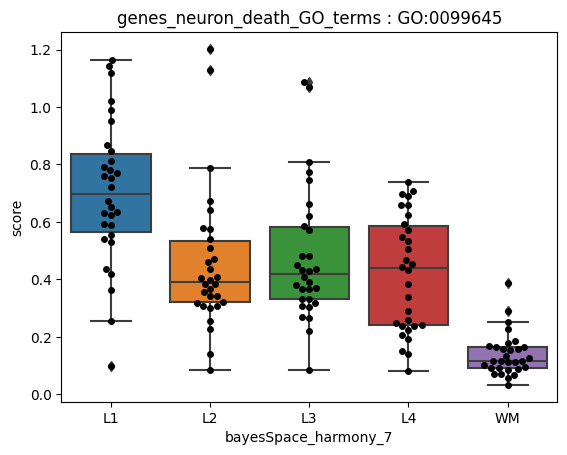 genes_neuron_death_GO_terms : GO:0099645
1.2
1.0
0.8
0.6
0.4
0.2
0.0
score
L1 L2 L3 L4 WM
bayesSpace_harmony_7